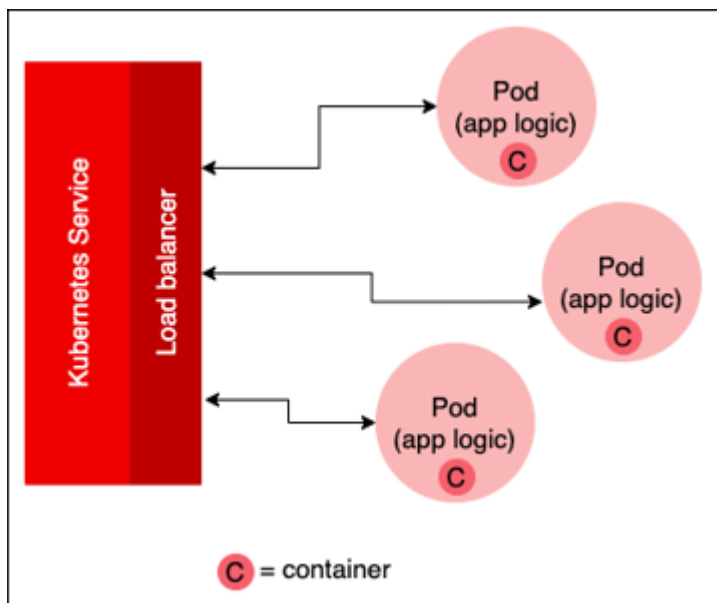 Kubernetes Service
Load balancer
Pod
(app logic)
C
Pod
(app logic)
C
Pod
(app logic)
C
C = container